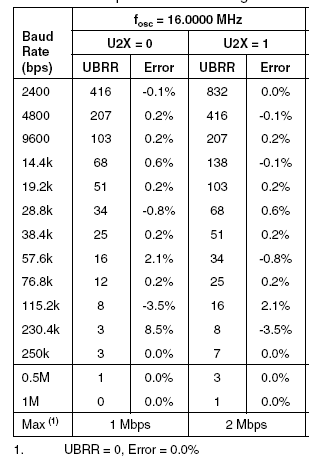 fosc = 16.0000 MHz
Baud Rate (bps) U2X = 0 U2X = 1
UBRR Error UBRR Error
2400 416 -0.1% 832 0.0%
4800 207 0.2% 416 -0.1%
9600 103 0.2% 207 0.2%
14.4k 68 0.6% 138 -0.1%
19.2k 51 0.2% 103 0.2%
28.8k 34 -0.8% 68 0.6%
38.4k 25 0.2% 51 0.2%
57.6k 16 2.1% 34 -0.8%
76.8k 12 0.2% 25 0.2%
115.2k 8 -3.5% 16 2.1%
230.4k 3 8.5% 8 -3.5%
250k 3 0.0% 7 0.0%
0.5M 1 0.0% 3 0.0%
1M 0 0.0% 1 0.0%
Max (1) 1 Mbps 2 Mbps
1. UBRR = 0, Error = 0.0%